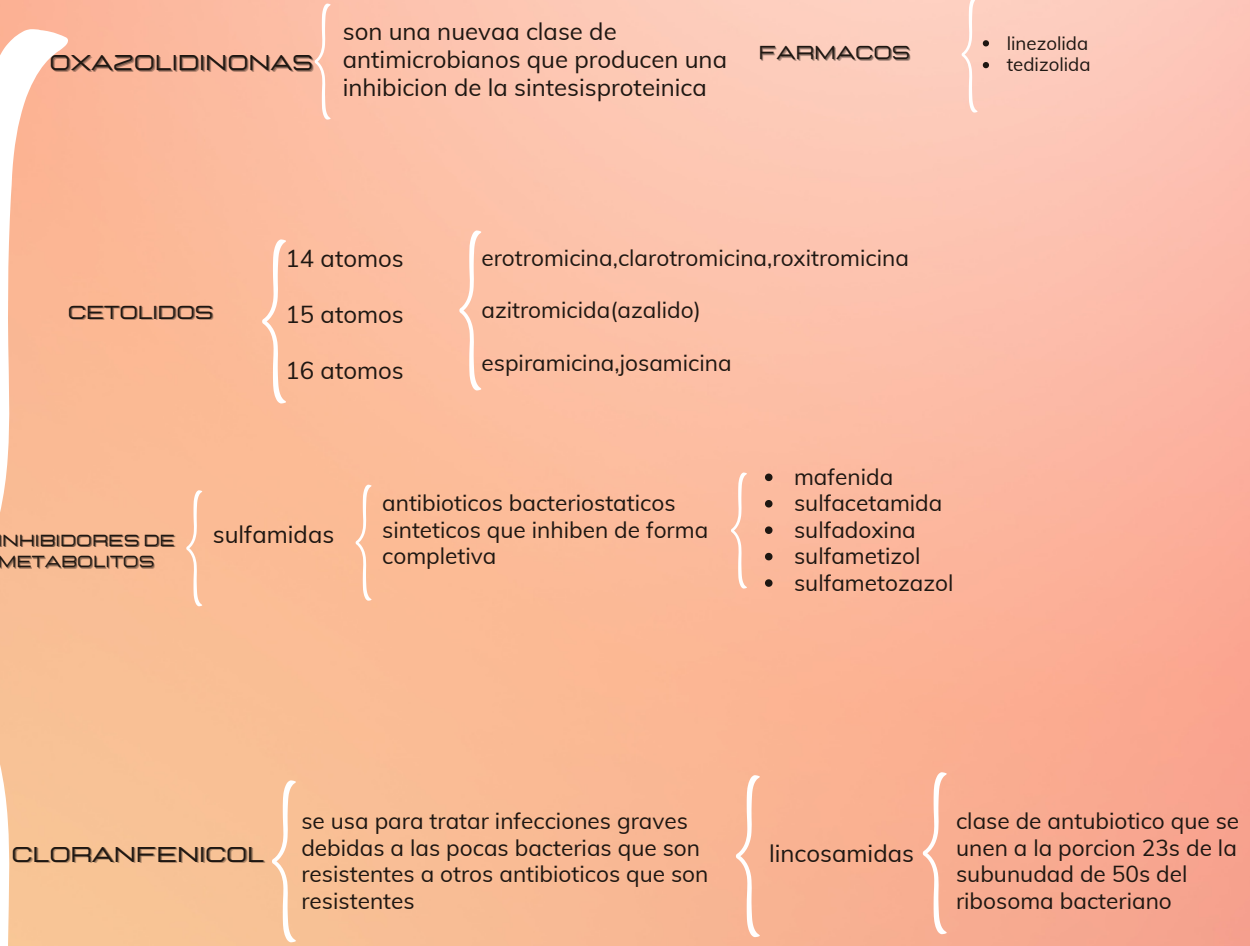 OXAZOLIDINONAS
son una nuevaa clase de
antimicrobianos que producen una
inhibicion de la sintesisproteinica
FARMACOS
linezolida
tedizolida
CETOLIDOS
14 atomos
15 atomos
16 atomos
erotromicina,clarotromicina,roxitromicina
azitromicida(azalido)
espiramicina,josamicina
INHIBIDORES DE
METABOLITOS
sulfamidas
antibioticos bacteriostaticos
sinteticos que inhiben de forma
completiva
mafenida
sulfacetamida
sulfadoxina
sulfametizol
sulfametozazol
CLORANFENICOL
se usa para tratar infecciones graves
debidas a las pocas bacterias que son
resistentes a otros antibioticos que son
resistentes
lincosamidas
clase de antubiotico que se
unen a la porcion 23s de la
subunudad de 50s del
ribosoma bacteriano